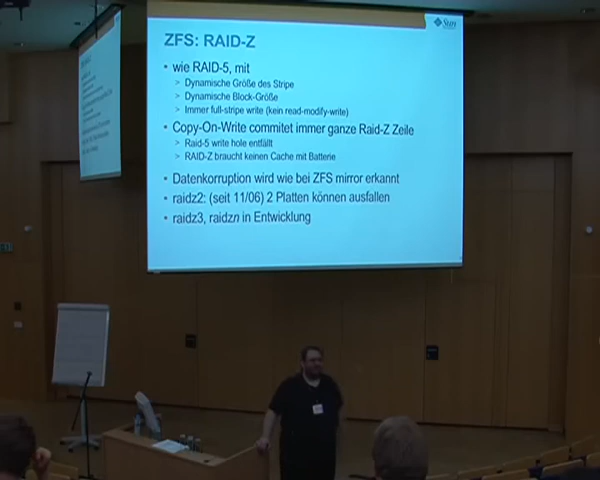 Sun
ZFS: RAID-Z
• wie RAID-5, mit
> Dynamische Größe des Stripe
> Dynamische Block-Größe
> Immer full-stripe write (kein read-modify-write)
• Copy-On-Write commitet immer ganze Raid-Z Zeile
> Raid-5 write hole entfällt
> RAID-Z braucht keinen Cache mit Batterie
• Datenkorruption wird wie bei ZFS mirror erkannt
• raidz2: (seit 11/06) 2 Platten können ausfallen
• raidz3, raidzn in Entwicklung